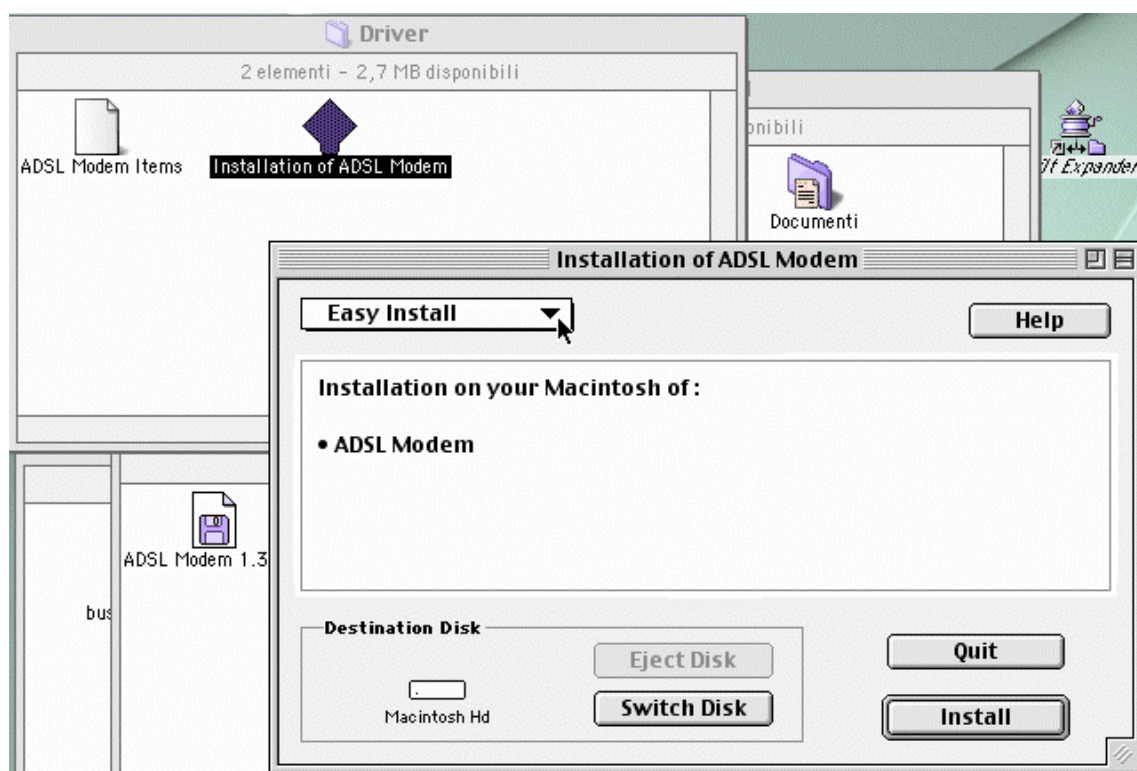 Driver
2 elementi - 2,7 MB disponibili
ADSL Modem Items
Installation of ADSL Modem
onibili
Documenti
Expander
Installation of ADSL Modem
Easy Install
Help
Installation on your Macintosh of :
• ADSL Modem
ADSL Modem 1.3
bus
Destination Disk
Eject Disk
Macintosh Hd
Switch Disk
Quit
Install